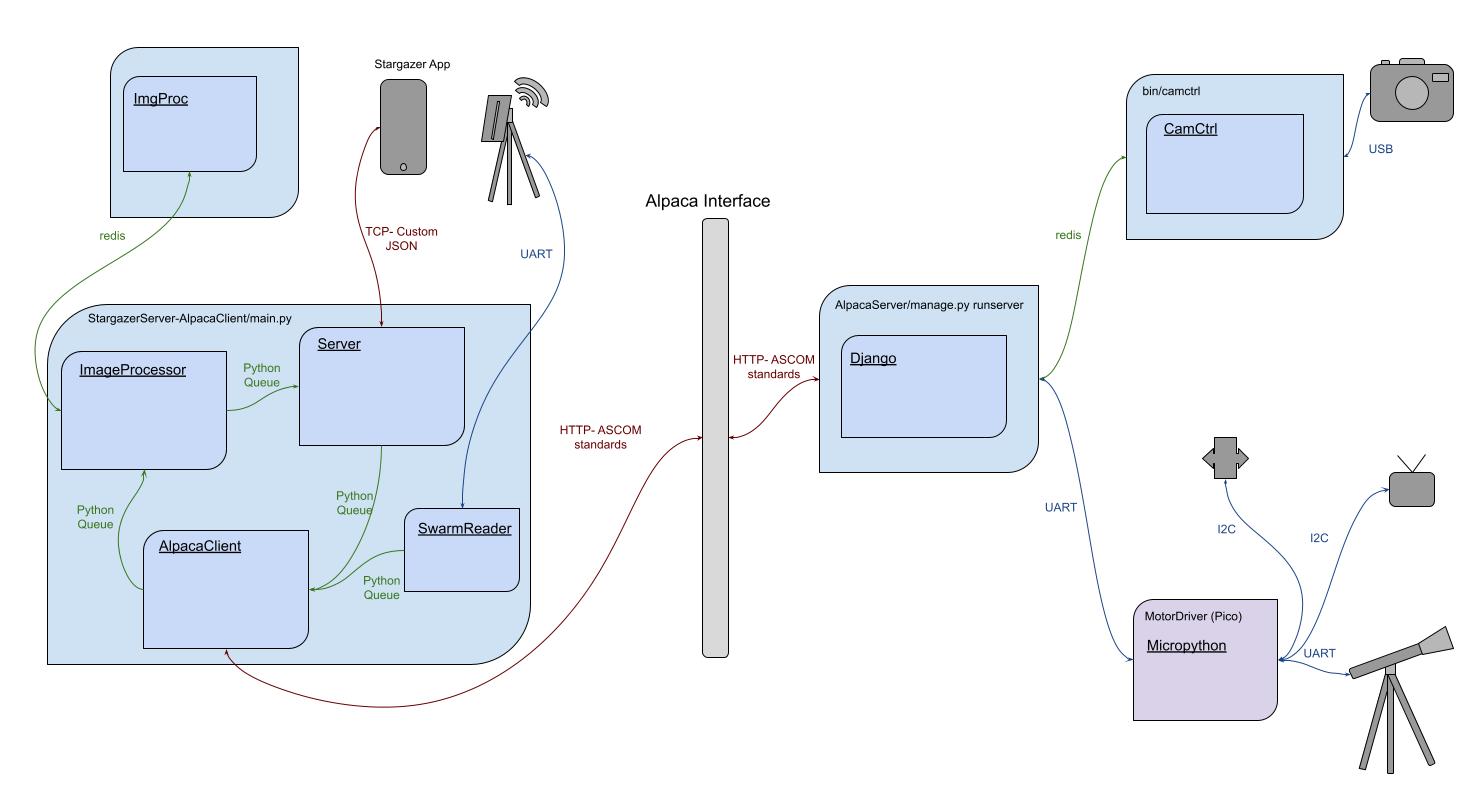 Stargazer App
ImgProc
bin/camctrl
CamCtrl
USB
Alpaca Interface
redis
TCP- Custom
JSON
UART
redis
StargazerServer-AlpacaClient/main.py
AlpacaServer/manage.py runserver
Server
ImageProcessor
Python
Queue
HTTP- ASCOM
standards
Django
HTTP- ASCOM
standards
Python
Queue
Python
Queue
SwarmReader
AlpacaClient
Python
Queue
UART
I2C
I2C
MotorDriver (Pico)
Micropython
UART